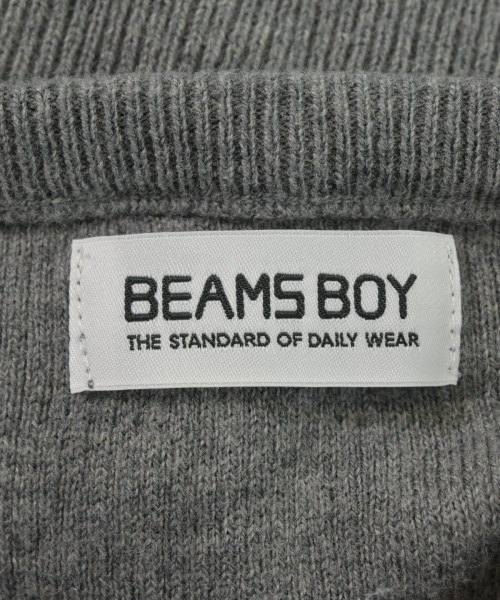 BEAMS BOY
THE STANDARD OF DAILY WEAR